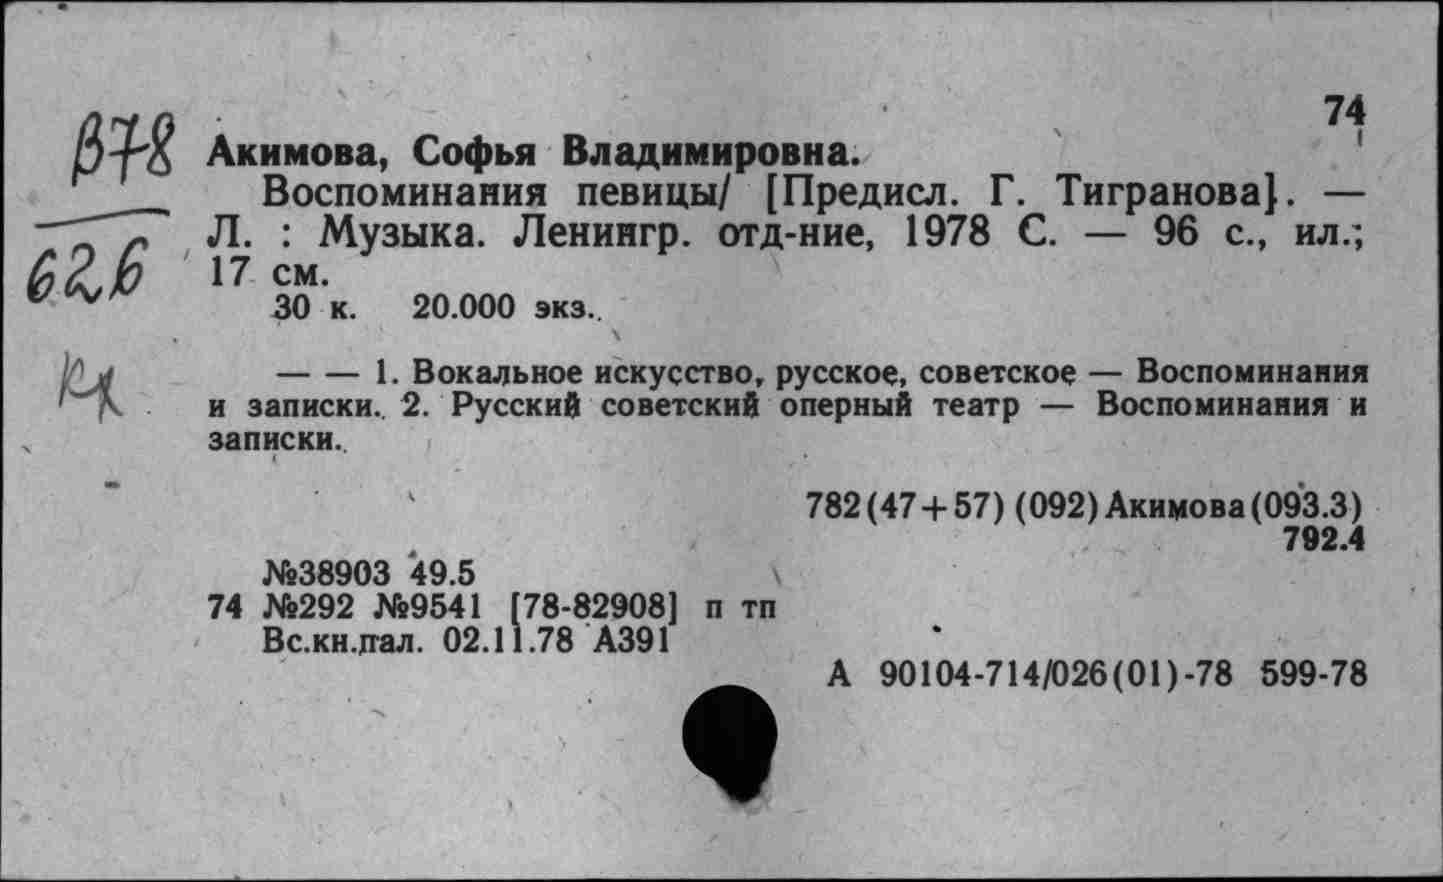 74
В78 Акимова, Софья Владимировна.
Воспоминания певицы/ [Предисл. Г. Тигранова]. —
Л. : Музыка. Ленингр. отд-ние, 1978 С. — 96 с., ил.;
626 17 см.
30 к. 20.000 экз..
— — 1. Вокальное искусство, русское, советское — Воспоминания
и записки.. 2. Русский советский оперный театр — Воспоминания и
записки..
782(47+57) (092) Акимова (093.3)
792.4
№38903 49.5
74 №292 №9541 [78-82908] п тп
Вс.кн.пал. 02.11.78 А391
А 90104-714/026(01)-78 599-78